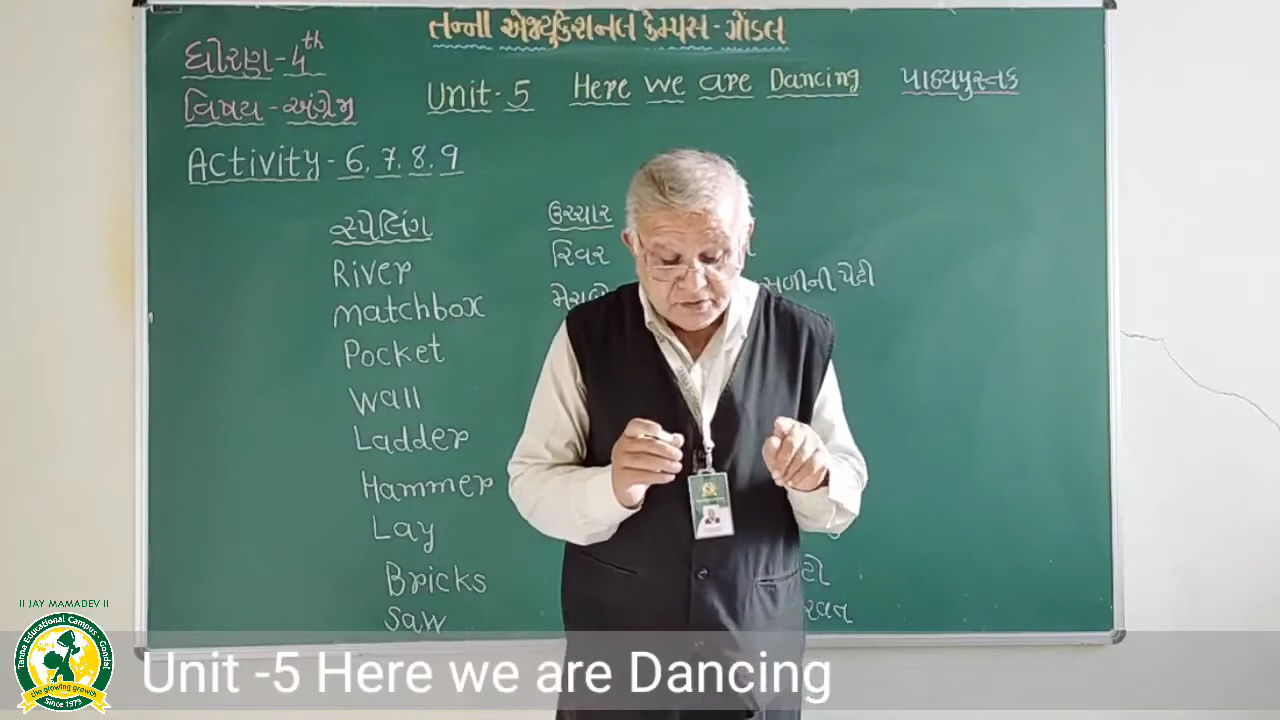 તન્ના એજ્યુકેશનલ કેમ્પસ - ગોંડલ
ધોરણ - 5th
વિષય - અંગ્રેજી
Unit - 5 Here we are Dancing પાઠ્યપુસ્તક
Activity - 6, 7, 8, 9
સ્પેલિંગ ઉચ્ચાર
River રિવર
Matchbox પેટી
Pocket
Wall
Ladder
Hammer
Lay
Bricks
Saw
II JAY MAMADEV II
Tanna Educational Campus - Gondal
the growing growth
Since 1973
Unit -5 Here we are Dancing